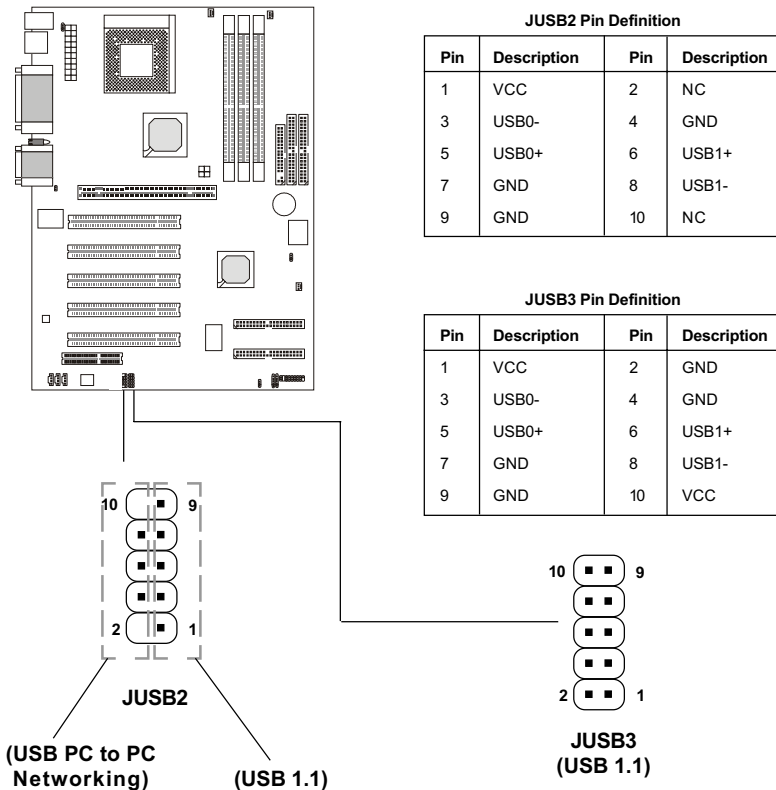 JUSB2 Pin Definition
Pin Description Pin Description
1 VCC 2 NC
3 USB0- 4 GND
5 USB0+ 6 USB1+
7 GND 8 USB1-
9 GND 10 NC
JUSB3 Pin Definition
Pin Description Pin Description
1 VCC 2 GND
3 USB0- 4 GND
5 USB0+ 6 USB1+
7 GND 8 USB1-
9 GND 10 VCC
10 9
2 1
JUSB2
(USB PC to PC
Networking)
(USB 1.1)
10 9
2 1
JUSB3
(USB 1.1)